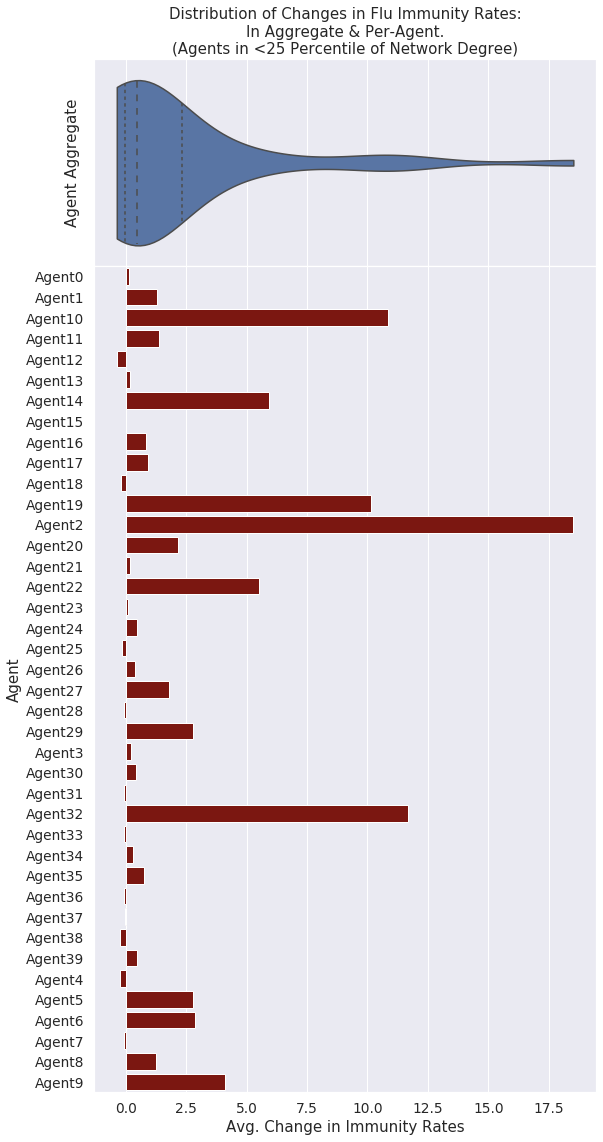 Distribution of Changes in Flu Immunity Rates:
In Aggregate & Per-Agent.
(Agents in <25 Percentile of Network Degree)
Agent Aggregate
Agent
Agent0
Agent1
Agent10
Agent11
Agent12
Agent13
Agent14
Agent15
Agent16
Agent17
Agent18
Agent19
Agent2
Agent20
Agent21
Agent22
Agent23
Agent24
Agent25
Agent26
Agent27
Agent28
Agent29
Agent3
Agent30
Agent31
Agent32
Agent33
Agent34
Agent35
Agent36
Agent37
Agent38
Agent39
Agent4
Agent5
Agent6
Agent7
Agent8
Agent9
0.0 2.5 5.0 7.5 10.0 12.5 15.0 17.5
Avg. Change in Immunity Rates